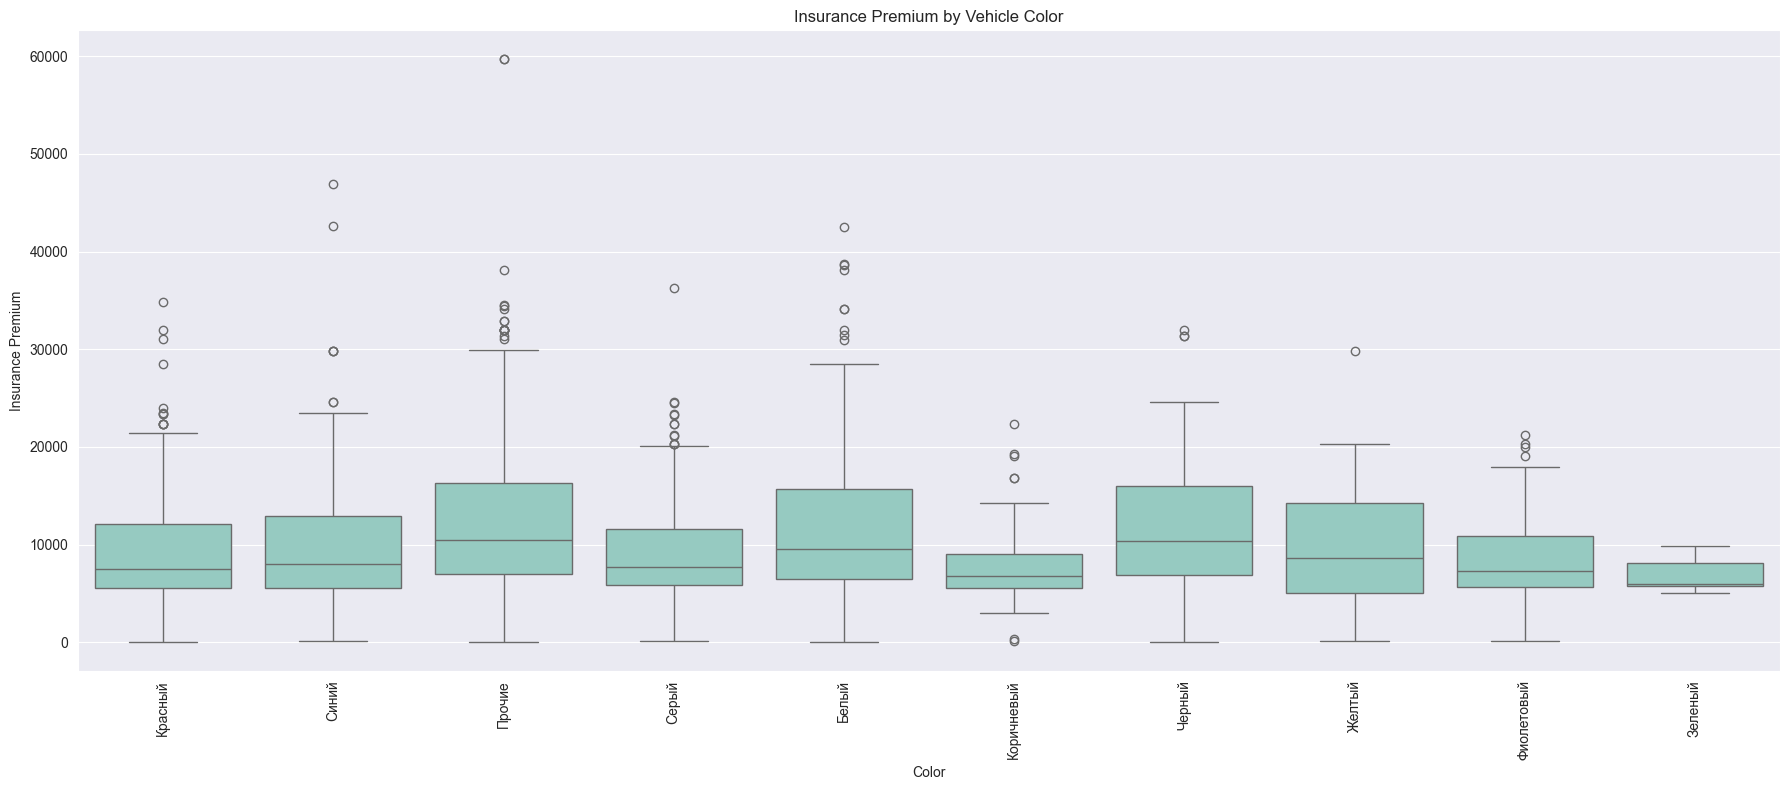 Insurance Premium by Vehicle Color
Insurance Premium
60000
50000
40000
30000
20000
10000
0
Красный
Синий
Прочие
Серый
Белый
Коричневый
Черный
Желтый
Фиолетовый
Зеленый
Color